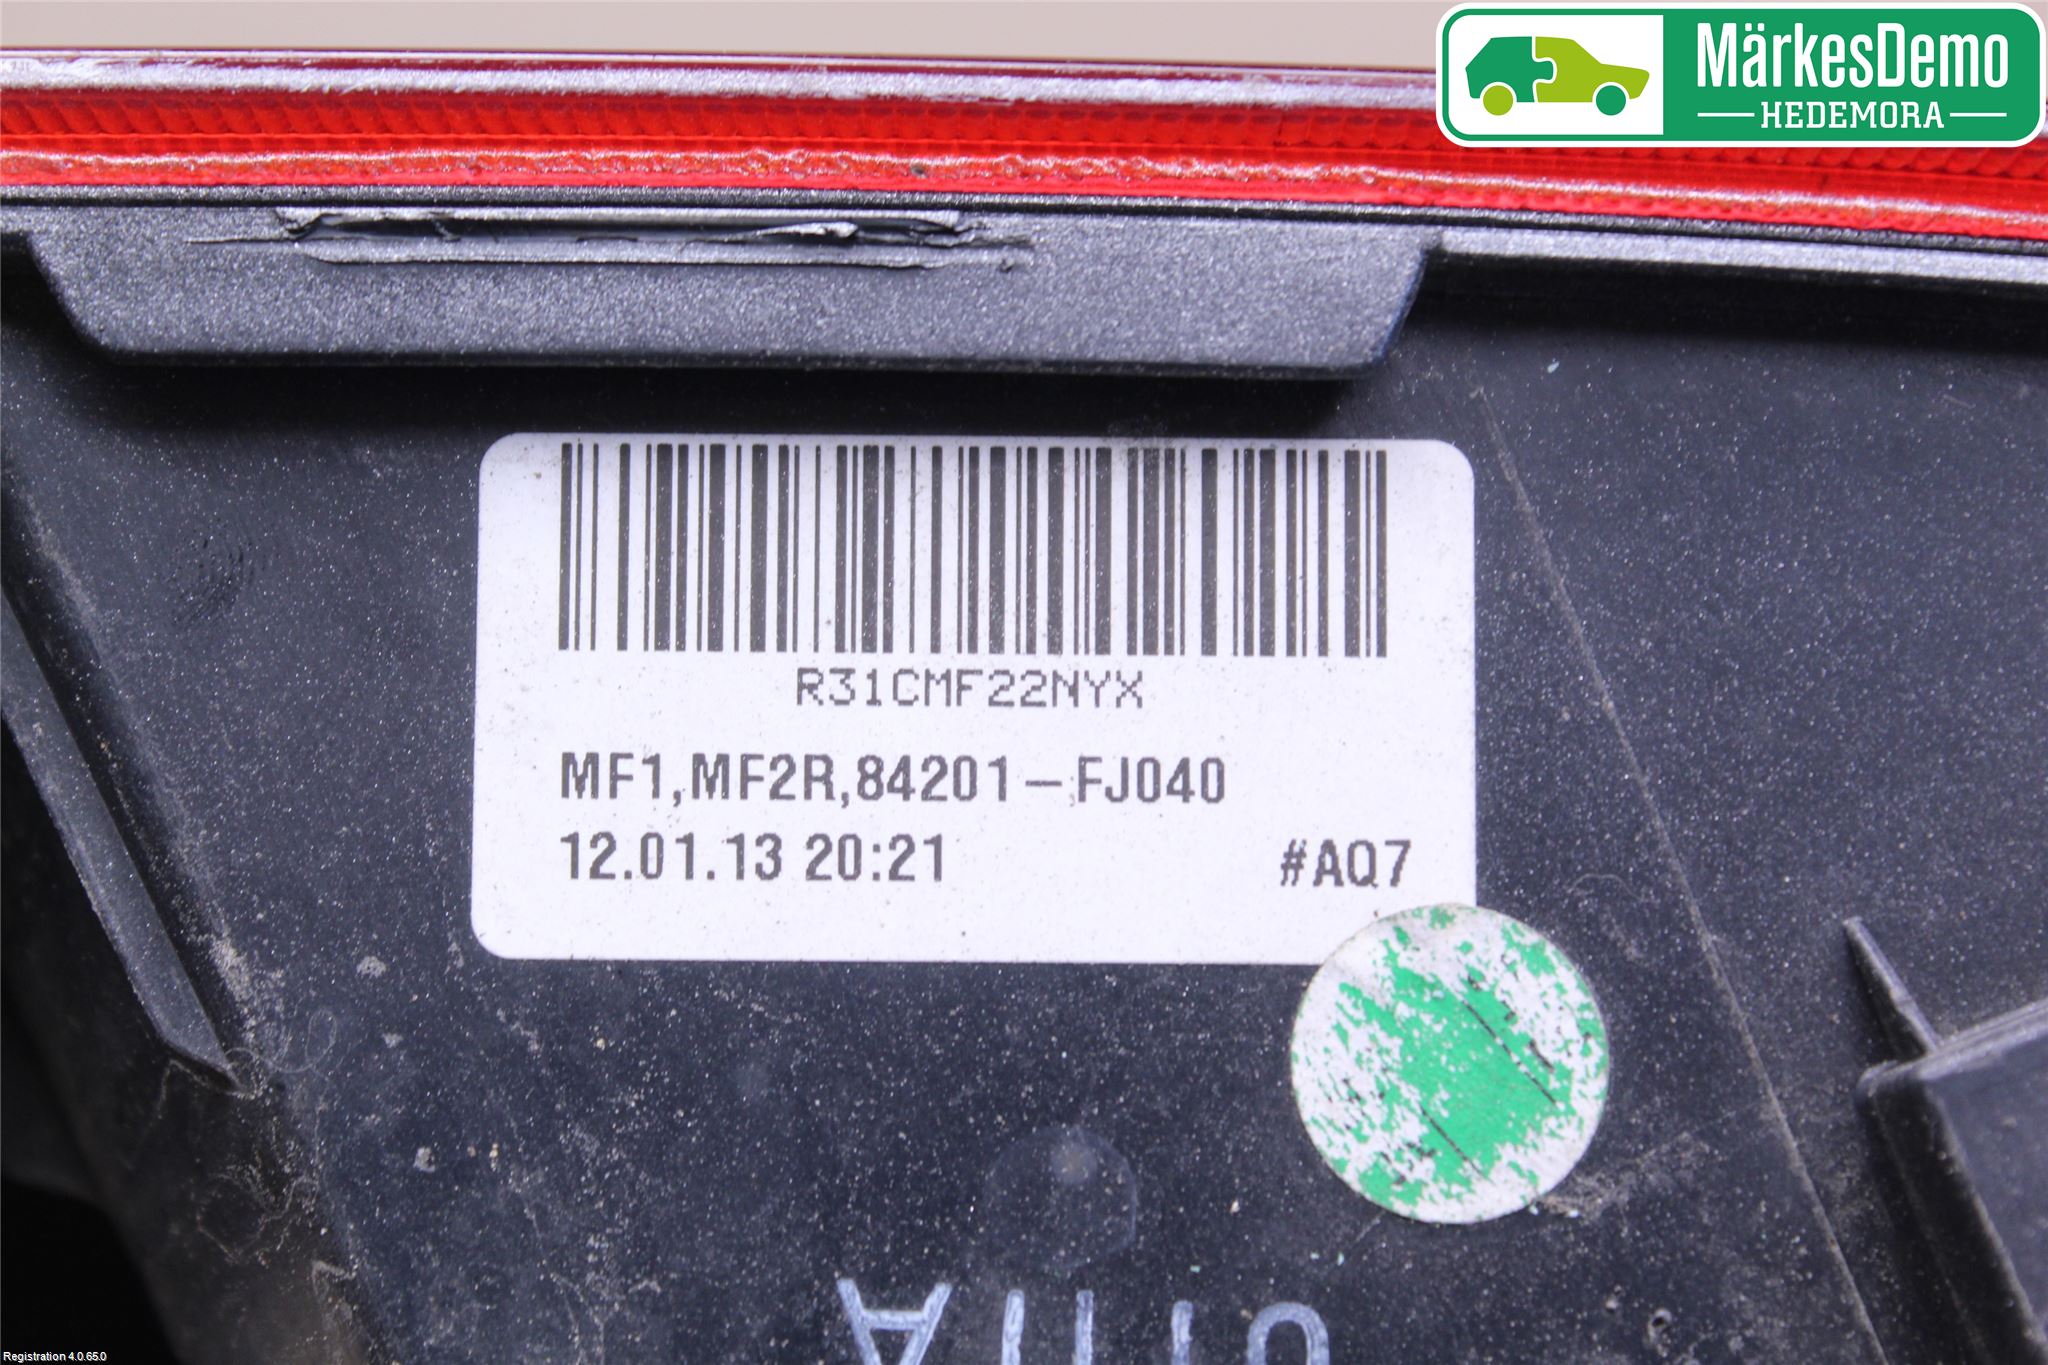 MärkesDemo
HEDEMORA
R31CMF22NYX
MF1,MF2R,84201-FJ040
12.01.13 20:21 #AQ7
Registration 4.0.65.0